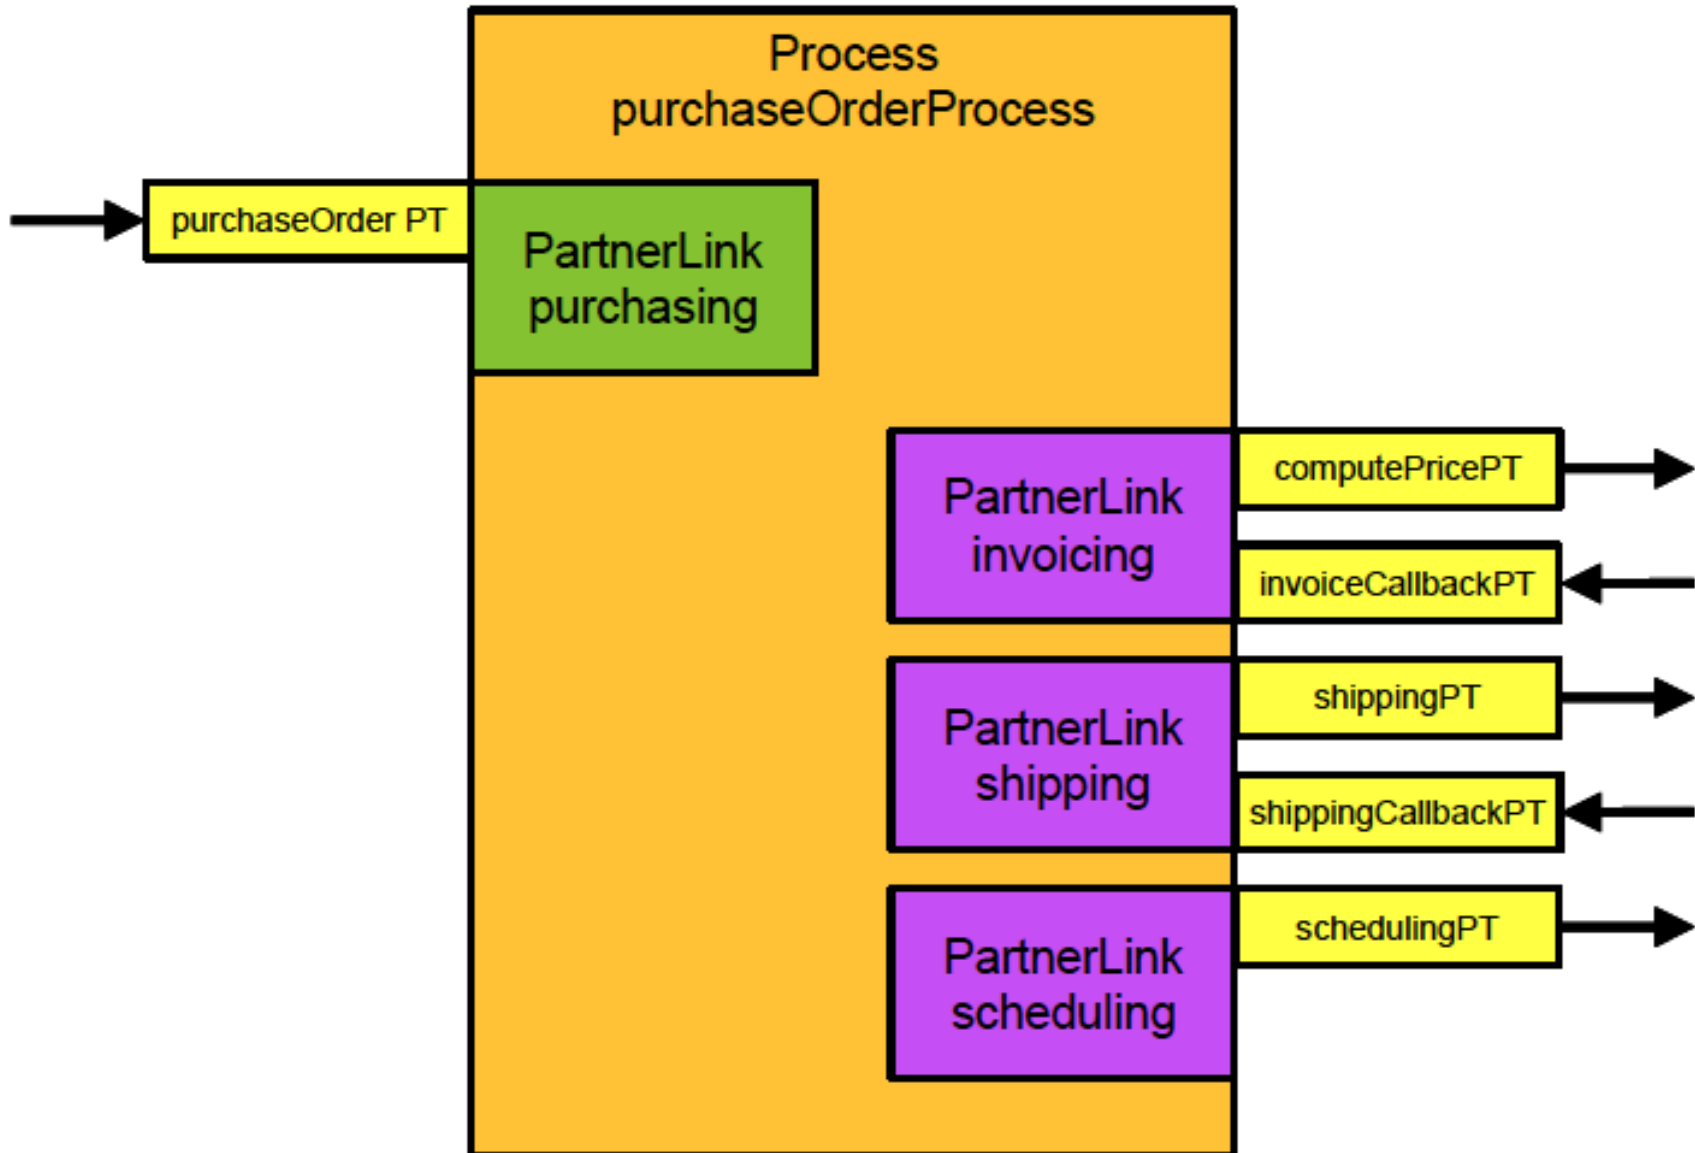 Process
purchaseOrderProcess
purchaseOrder PT
PartnerLink
purchasing
PartnerLink
invoicing
computePricePT
invoiceCallbackPT
PartnerLink
shipping
shippingPT
shippingCallbackPT
PartnerLink
scheduling
schedulingPT